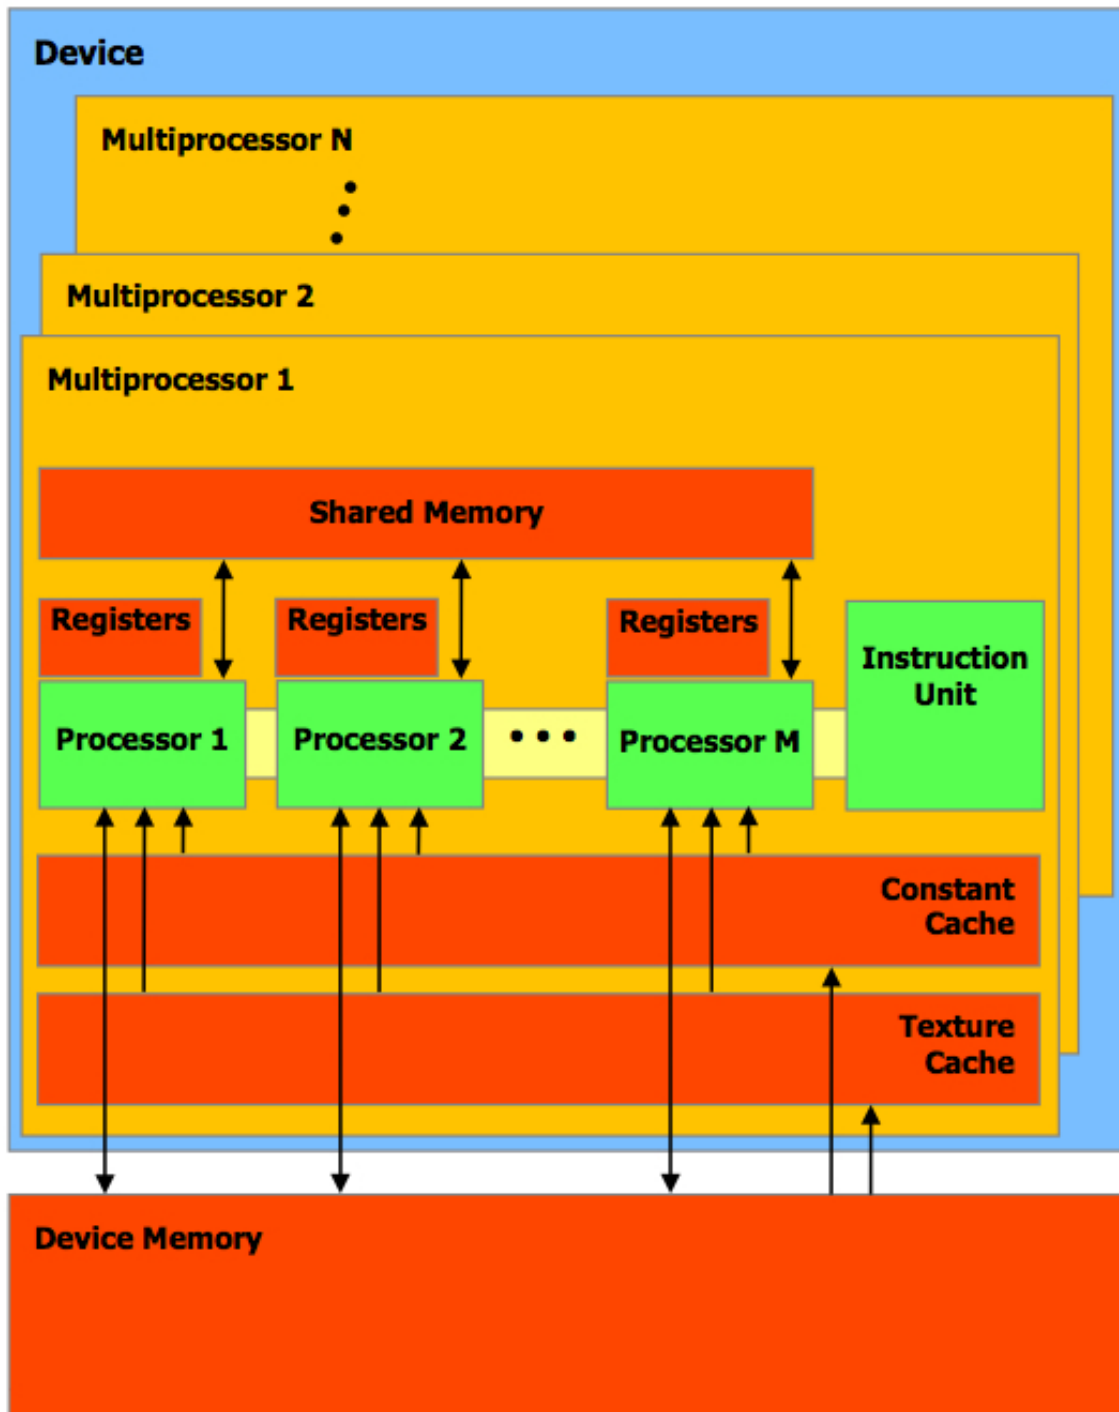 Device
Multiprocessor N
Multiprocessor 2
Multiprocessor 1
Shared Memory
Registers
Registers
Registers
Instruction
Unit
Processor 1
Processor 2
Processor M
Constant
Cache
Texture
Cache
Device Memory